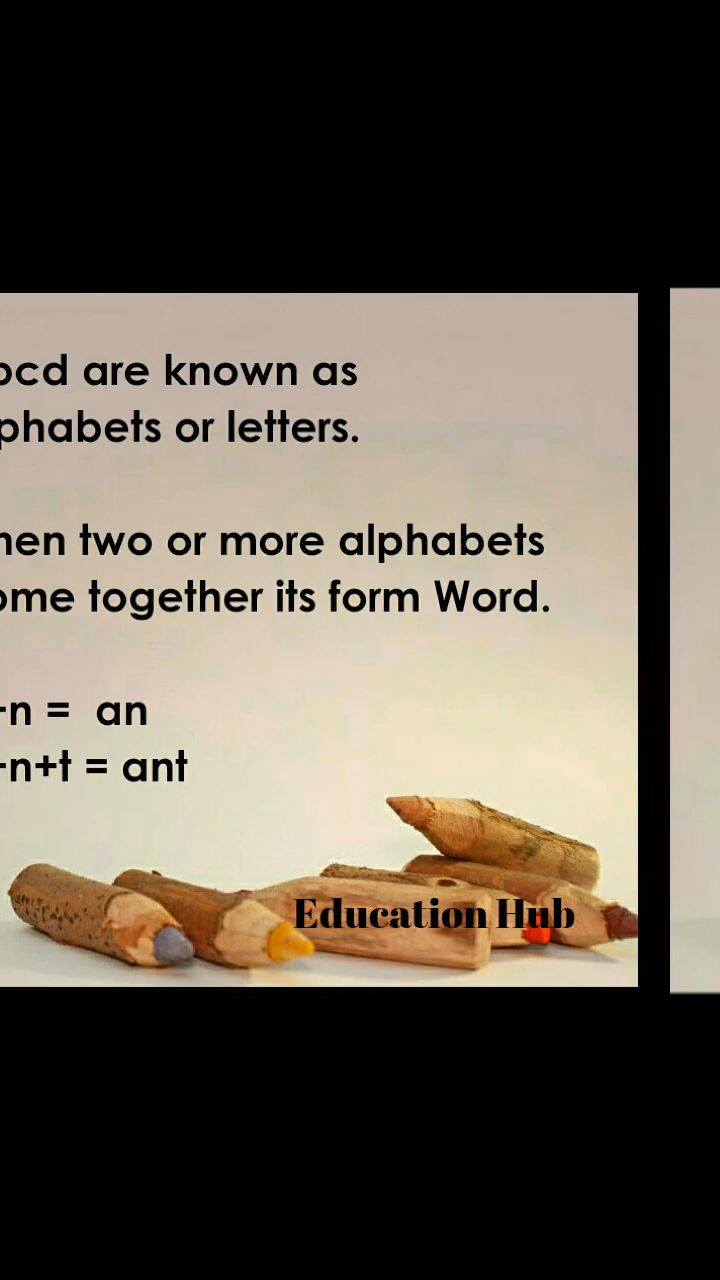 bcd are known as
phabets or letters.
hen two or more alphabets
ome together its form Word.
+n = an
+n+t = ant
Education Hub